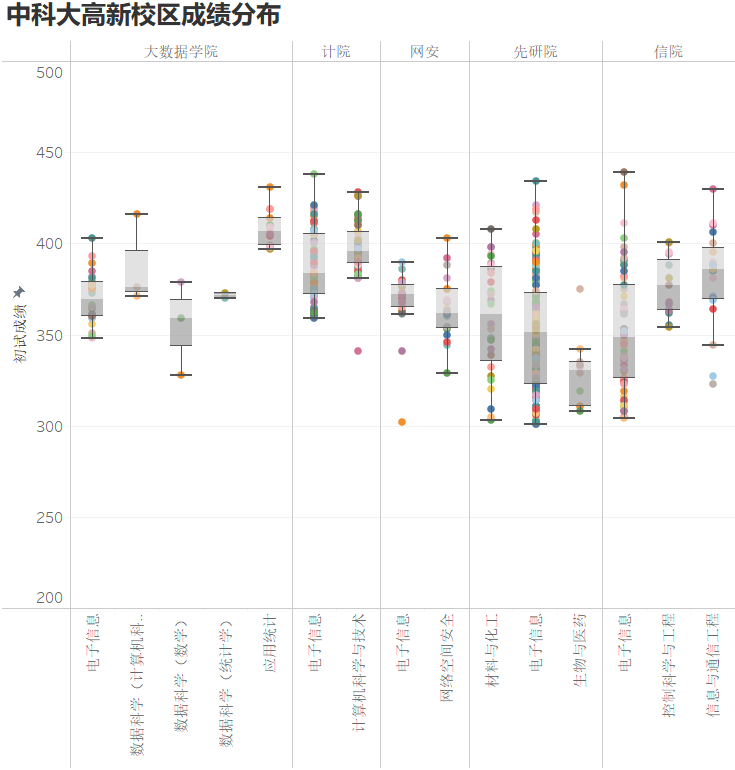 中科大高新校区成绩分布
大数据学院 计院 网安 先研院 信院
500
450
400
350
300
250
200
初试成绩
电子信息
数据科学（计算机科..
数据科学（数学）
数据科学（统计学）
应用统计
电子信息
计算机科学与技术
电子信息
网络空间安全
材料与化工
电子信息
生物与医药
电子信息
控制科学与工程
信息与通信工程